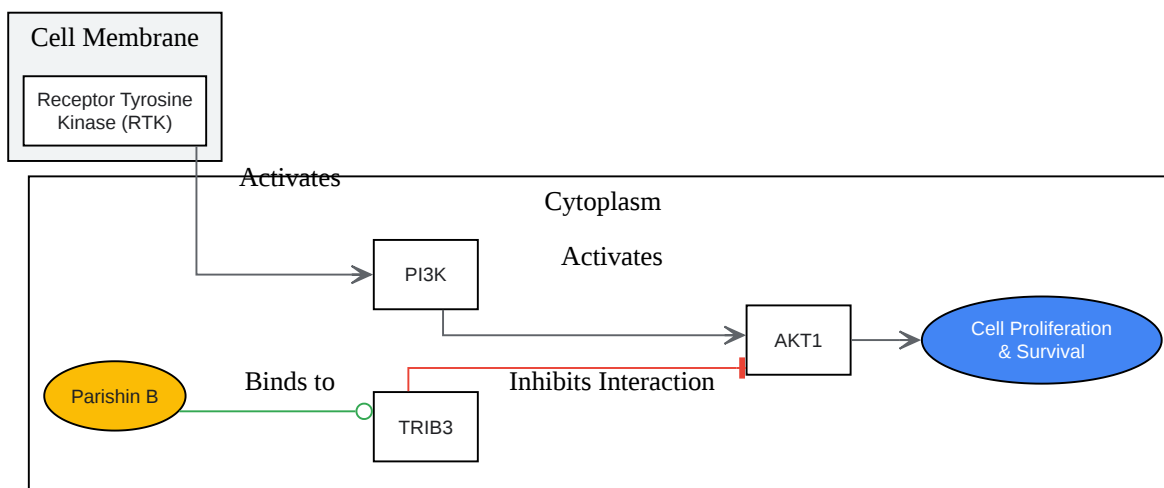 Cell Membrane
Receptor Tyrosine
Kinase (RTK)
Activates
Cytoplasm
Activates
PI3K
Cell Proliferation
& Survival
AKT1
Binds to
Inhibits Interaction
Parishin B
TRIB3